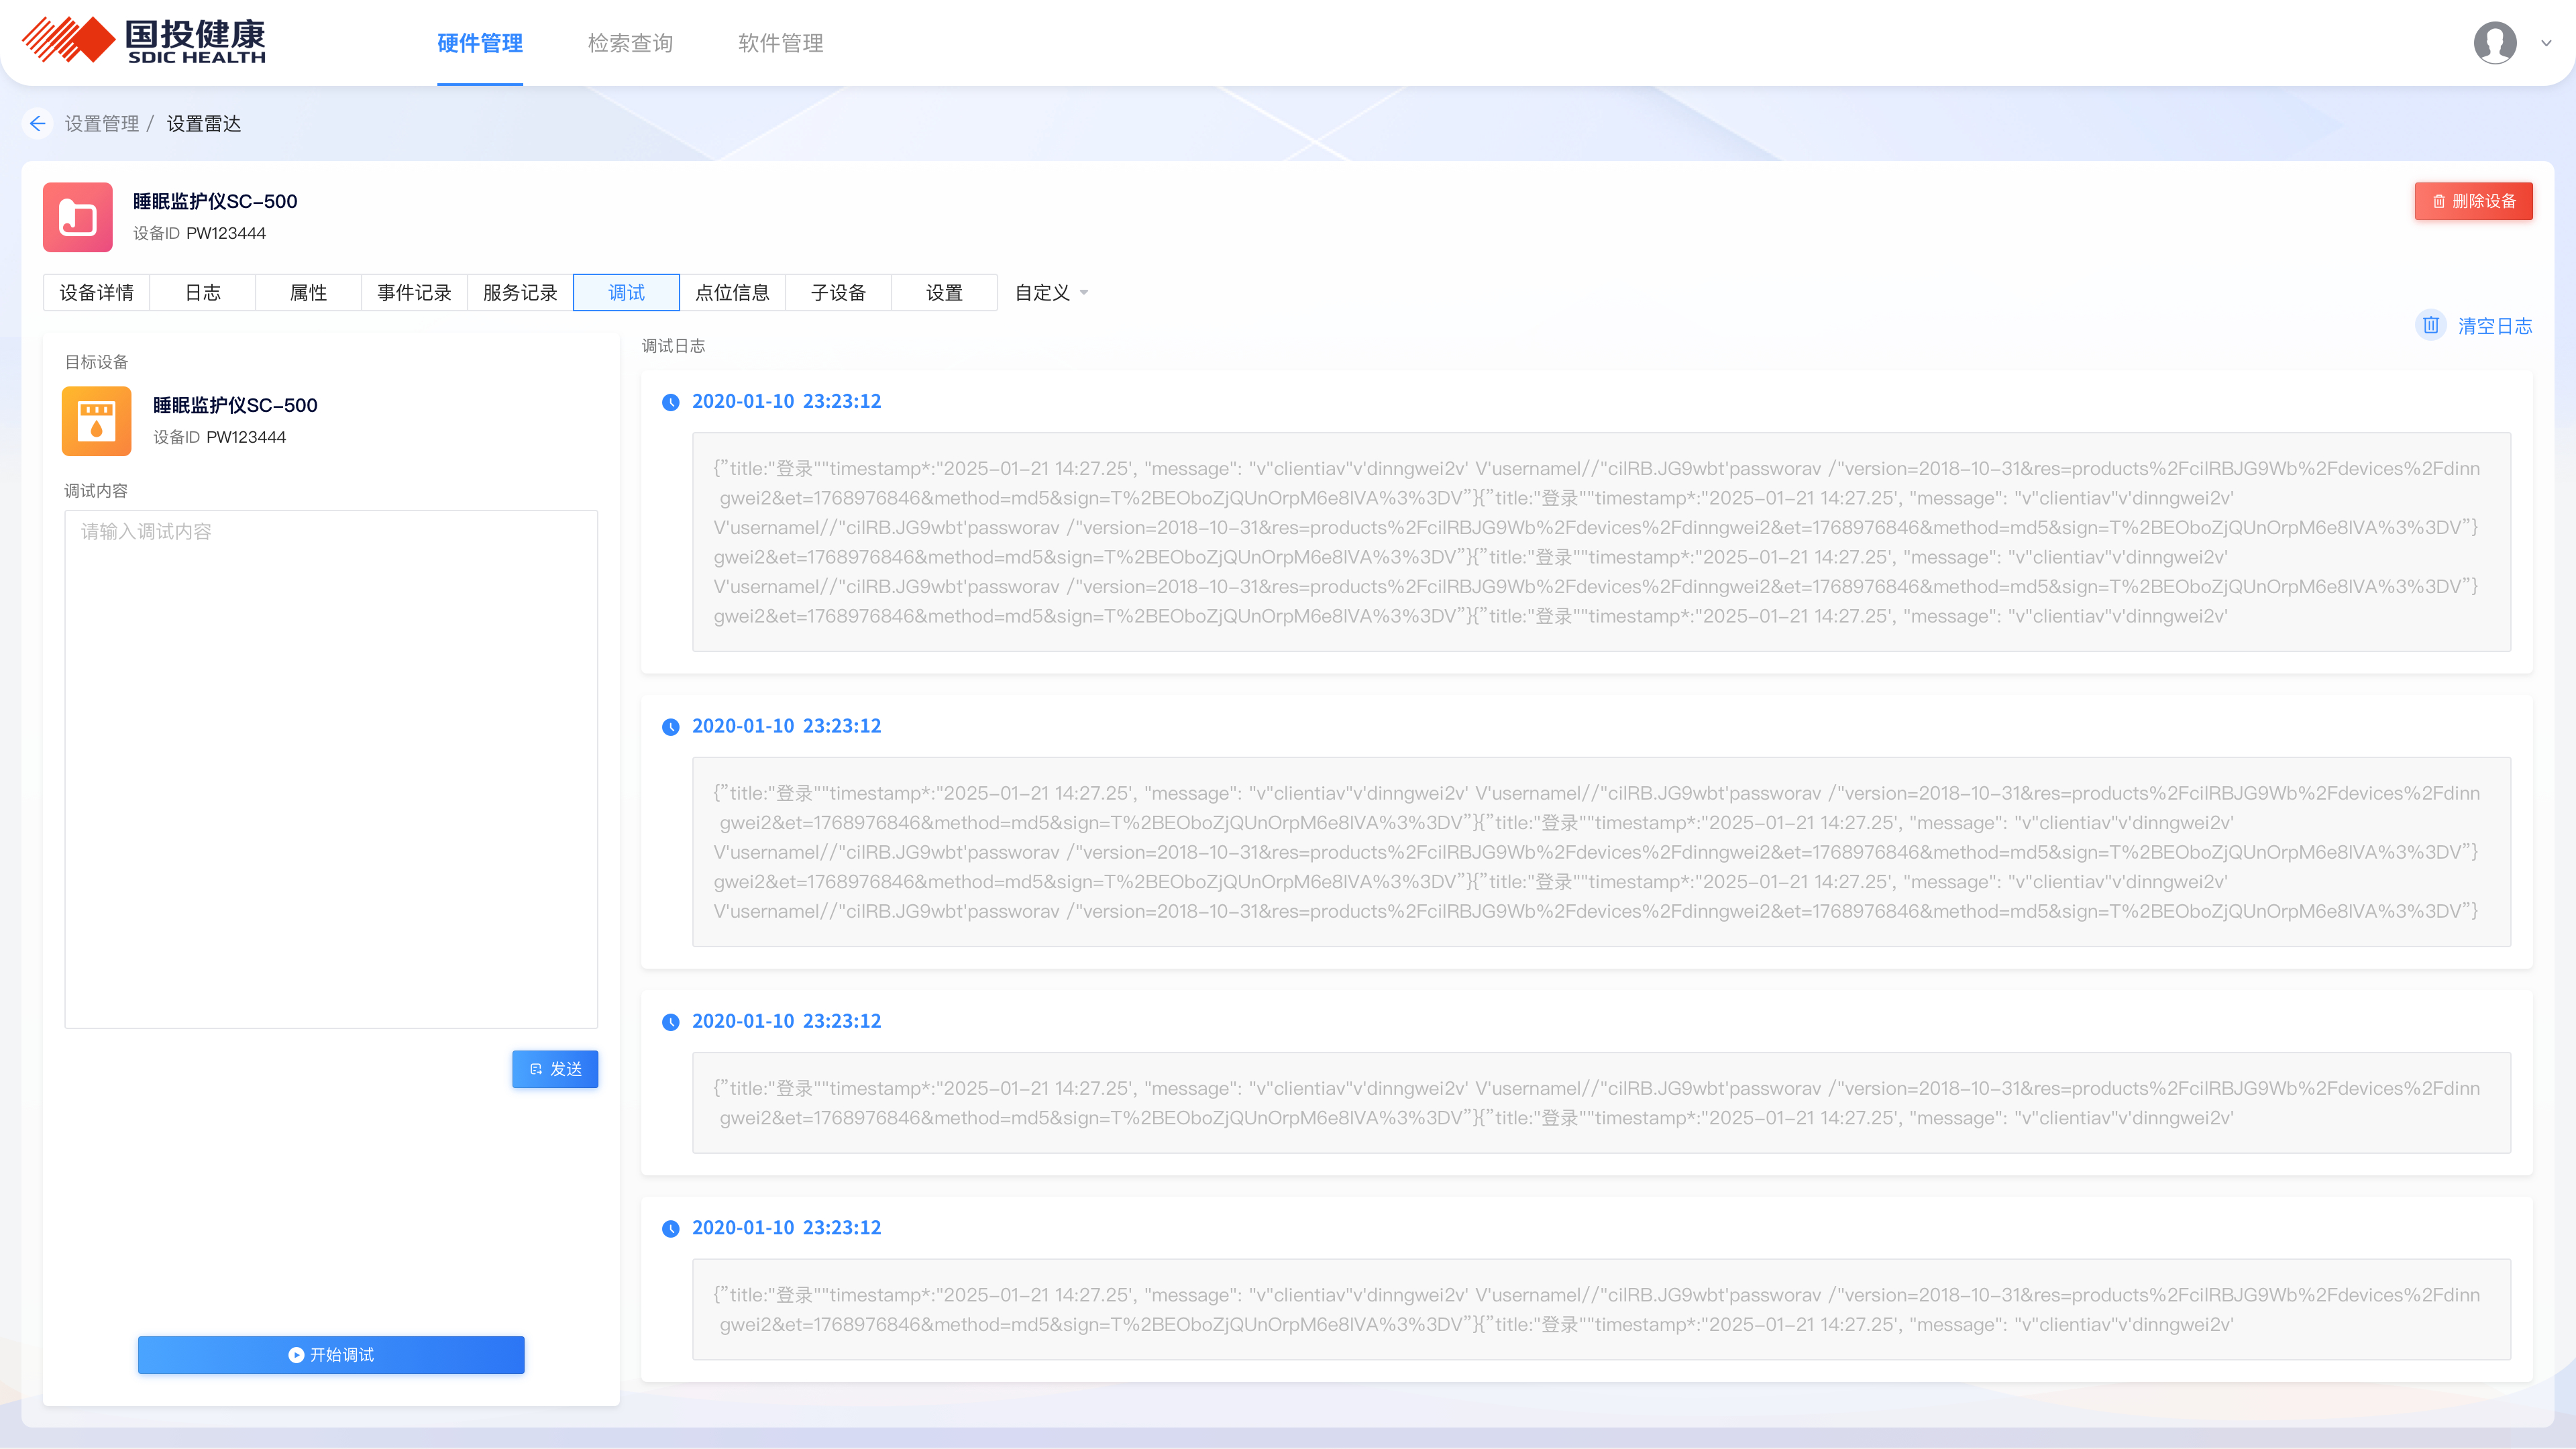 国投健康
SDIC HEALTH
硬件管理
检索查询
软件管理
设置管理 / 设置雷达
睡眠监护仪SC-500
设备ID PW123444
删除设备
设备详情
日志
属性
事件记录
服务记录
调试
点位信息
子设备
设置
自定义
清空日志
目标设备
睡眠监护仪SC-500
设备ID PW123444
调试内容
请输入调试内容
发送
开始调试
调试日志
2020-01-10 23:23:12
{”title:"登录""timestamp*:"2025-01-21 14:27.25', "message": "v"clientiav"v'dinngwei2v' V'usernamel//"cilRB.JG9wbt'passworav /"version=2018-10-31&res=products%2FcilRBJG9Wb%2Fdevices%2Fdinn
gwei2&et=1768976846&method=md5&sign=T%2BEOboZjQUnOrpM6e8lVA%3%3DV”}{”title:"登录""timestamp*:"2025-01-21 14:27.25', "message": "v"clientiav"v'dinngwei2v'
V'usernamel//"cilRB.JG9wbt'passworav /"version=2018-10-31&res=products%2FcilRBJG9Wb%2Fdevices%2Fdinngwei2&et=1768976846&method=md5&sign=T%2BEOboZjQUnOrpM6e8lVA%3%3DV”}
gwei2&et=1768976846&method=md5&sign=T%2BEOboZjQUnOrpM6e8lVA%3%3DV”}{”title:"登录""timestamp*:"2025-01-21 14:27.25', "message": "v"clientiav"v'dinngwei2v'
V'usernamel//"cilRB.JG9wbt'passworav /"version=2018-10-31&res=products%2FcilRBJG9Wb%2Fdevices%2Fdinngwei2&et=1768976846&method=md5&sign=T%2BEOboZjQUnOrpM6e8lVA%3%3DV”}
gwei2&et=1768976846&method=md5&sign=T%2BEOboZjQUnOrpM6e8lVA%3%3DV”}{”title:"登录""timestamp*:"2025-01-21 14:27.25', "message": "v"clientiav"v'dinngwei2v'
2020-01-10 23:23:12
{”title:"登录""timestamp*:"2025-01-21 14:27.25', "message": "v"clientiav"v'dinngwei2v' V'usernamel//"cilRB.JG9wbt'passworav /"version=2018-10-31&res=products%2FcilRBJG9Wb%2Fdevices%2Fdinn
gwei2&et=1768976846&method=md5&sign=T%2BEOboZjQUnOrpM6e8lVA%3%3DV”}{”title:"登录""timestamp*:"2025-01-21 14:27.25', "message": "v"clientiav"v'dinngwei2v'
V'usernamel//"cilRB.JG9wbt'passworav /"version=2018-10-31&res=products%2FcilRBJG9Wb%2Fdevices%2Fdinngwei2&et=1768976846&method=md5&sign=T%2BEOboZjQUnOrpM6e8lVA%3%3DV”}
gwei2&et=1768976846&method=md5&sign=T%2BEOboZjQUnOrpM6e8lVA%3%3DV”}{”title:"登录""timestamp*:"2025-01-21 14:27.25', "message": "v"clientiav"v'dinngwei2v'
V'usernamel//"cilRB.JG9wbt'passworav /"version=2018-10-31&res=products%2FcilRBJG9Wb%2Fdevices%2Fdinngwei2&et=1768976846&method=md5&sign=T%2BEOboZjQUnOrpM6e8lVA%3%3DV”}
2020-01-10 23:23:12
{”title:"登录""timestamp*:"2025-01-21 14:27.25', "message": "v"clientiav"v'dinngwei2v' V'usernamel//"cilRB.JG9wbt'passworav /"version=2018-10-31&res=products%2FcilRBJG9Wb%2Fdevices%2Fdinn
gwei2&et=1768976846&method=md5&sign=T%2BEOboZjQUnOrpM6e8lVA%3%3DV”}{”title:"登录""timestamp*:"2025-01-21 14:27.25', "message": "v"clientiav"v'dinngwei2v'
2020-01-10 23:23:12
{”title:"登录""timestamp*:"2025-01-21 14:27.25', "message": "v"clientiav"v'dinngwei2v' V'usernamel//"cilRB.JG9wbt'passworav /"version=2018-10-31&res=products%2FcilRBJG9Wb%2Fdevices%2Fdinn
gwei2&et=1768976846&method=md5&sign=T%2BEOboZjQUnOrpM6e8lVA%3%3DV”}{”title:"登录""timestamp*:"2025-01-21 14:27.25', "message": "v"clientiav"v'dinngwei2v'